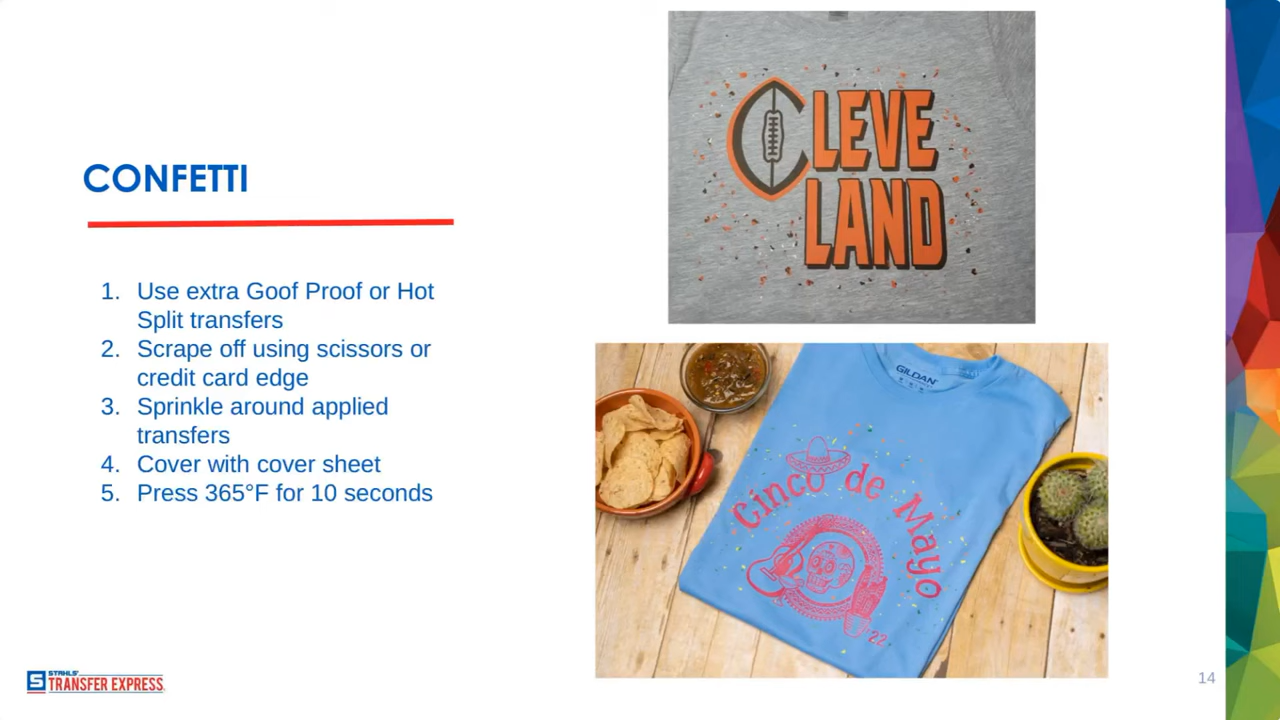 CONFETTI
1. Use extra Goof Proof or Hot
Split transfers
2. Scrape off using scissors or
credit card edge
3. Sprinkle around applied
transfers
4. Cover with cover sheet
5. Press 365°F for 10 seconds
CLEVE
LAND
GILDAN
Cinco de Mayo
'22
S STAHLS'
TRANSFER EXPRESS
14